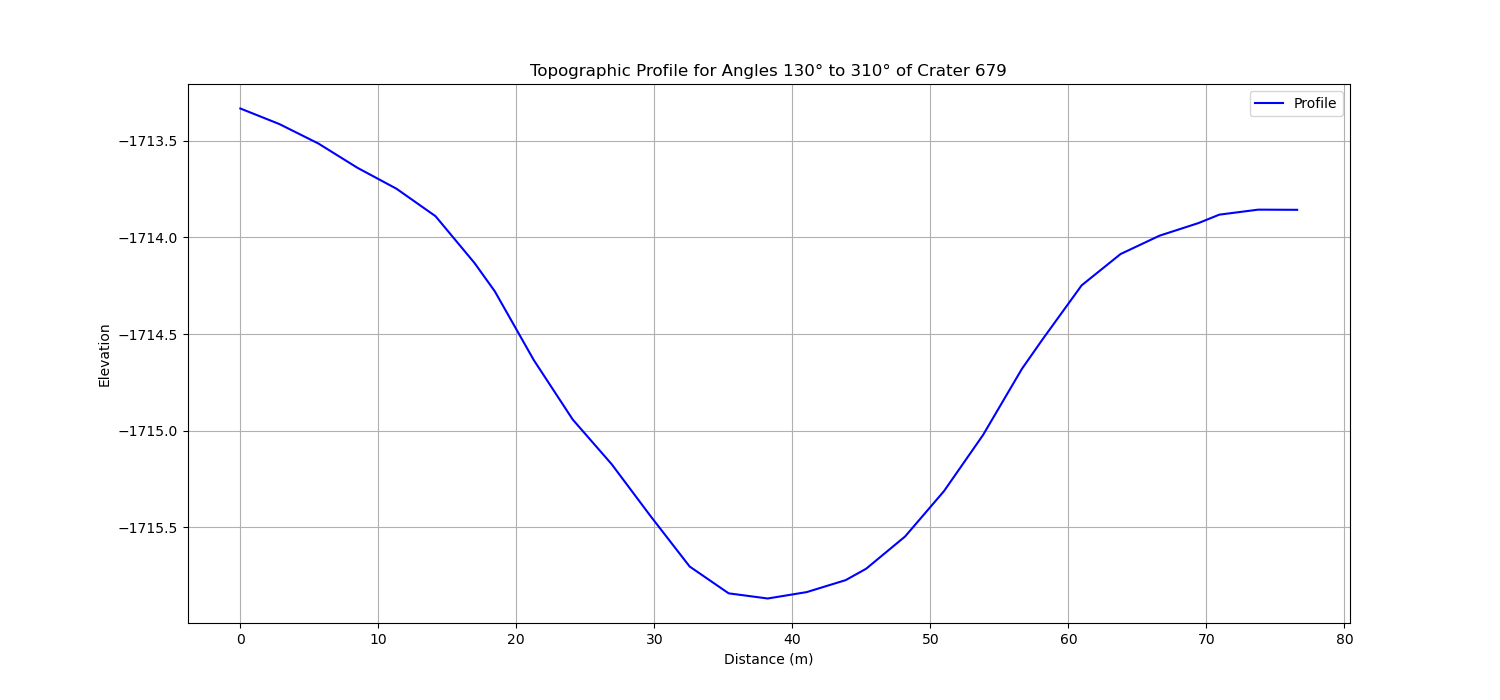 Topographic Profile for Angles 130° to 310° of Crater 679
Profile
−1713.5
−1714.0
−1714.5
−1715.0
−1715.5
Elevation
0 10 20 30 40 50 60 70 80
Distance (m)